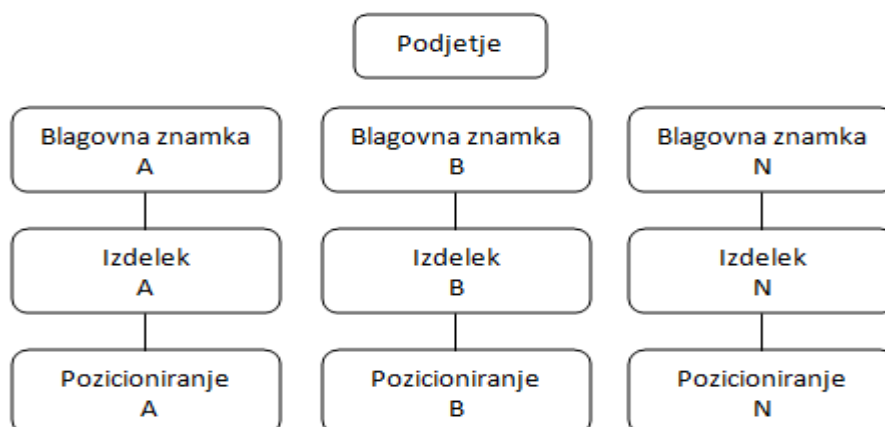 Podjetje
Blagovna znamka
A
Blagovna znamka
B
Blagovna znamka
N
Izdelek
A
Izdelek
B
Izdelek
N
Pozicioniranje
A
Pozicioniranje
B
Pozicioniranje
N